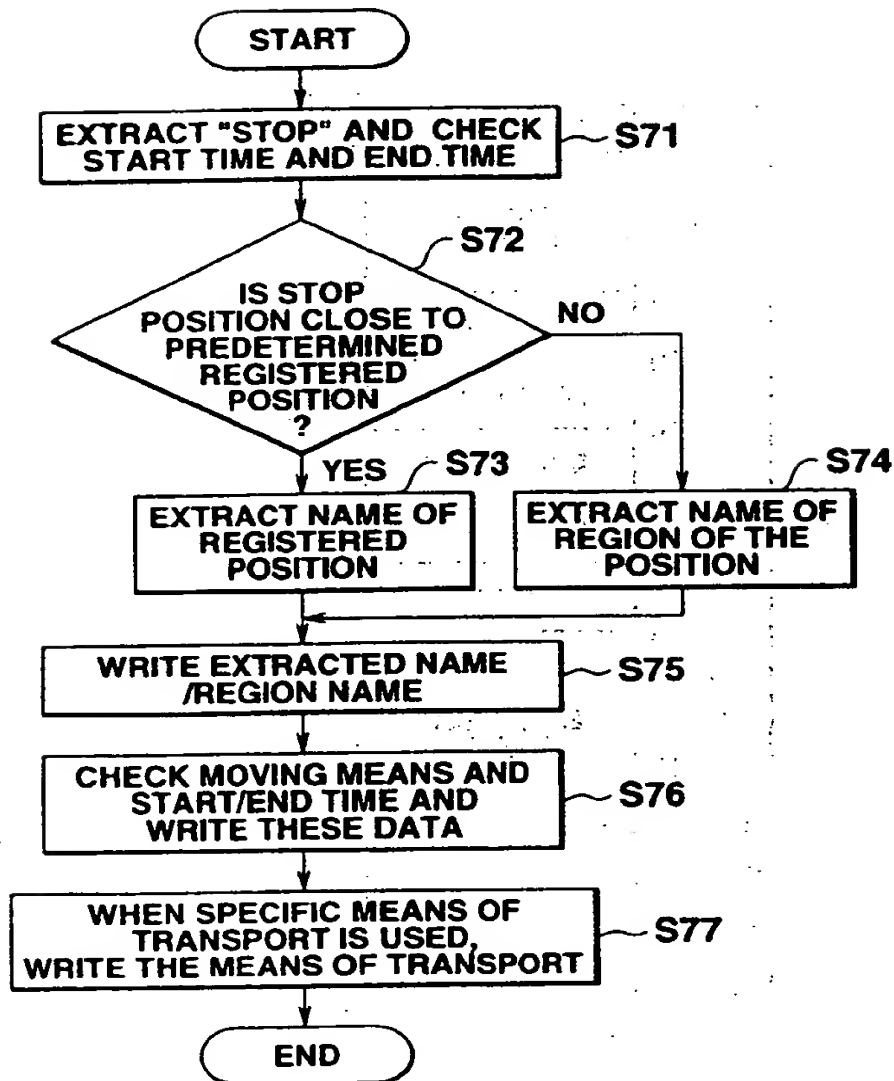 START
EXTRACT "STOP" AND CHECK
START TIME AND END TIME
S71
S72
IS STOP
POSITION CLOSE TO
PREDETERMINED
REGISTERED
POSITION
?
NO
YES
S73
S74
EXTRACT NAME OF
REGISTERED
POSITION
EXTRACT NAME OF
REGION OF THE
POSITION
WRITE EXTRACTED NAME
/REGION NAME
S75
CHECK MOVING MEANS AND
START/END TIME AND
WRITE THESE DATA
S76
WHEN SPECIFIC MEANS OF
TRANSPORT IS USED,
WRITE THE MEANS OF TRANSPORT
S77
END